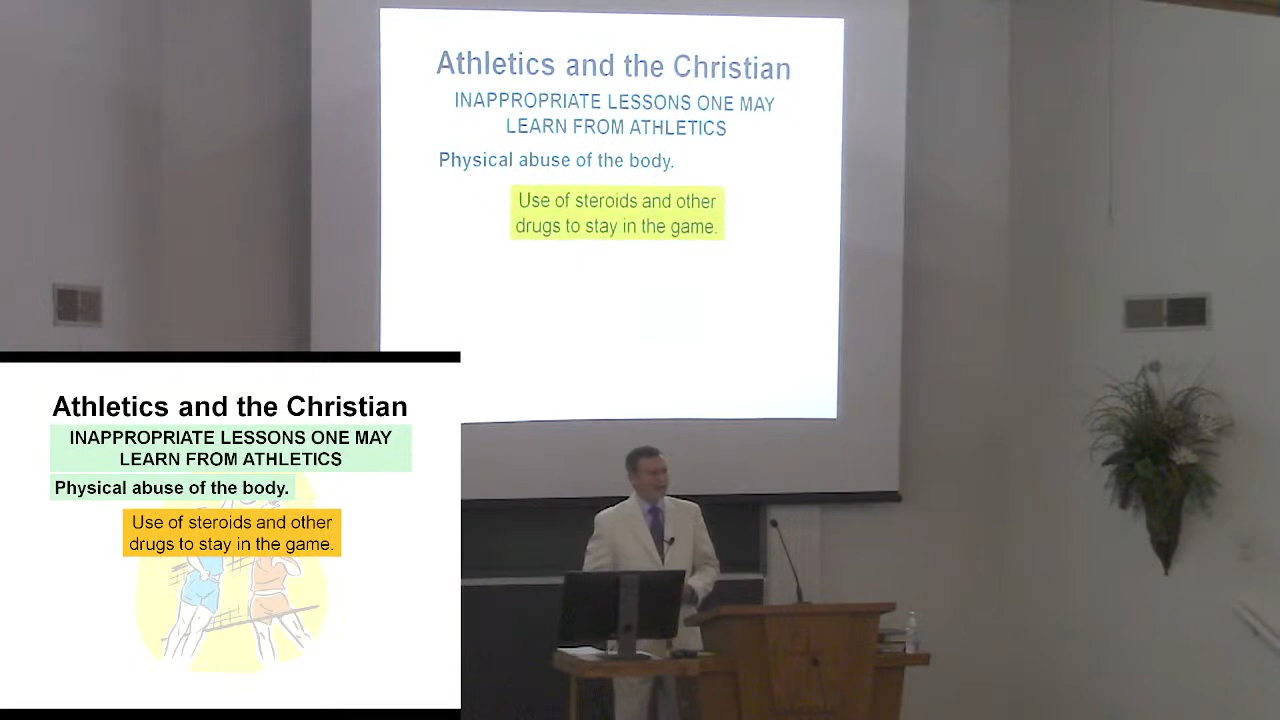 Athletics and the Christian
INAPPROPRIATE LESSONS ONE MAY
LEARN FROM ATHLETICS
Physical abuse of the body.
Use of steroids and other
drugs to stay in the game.
Athletics and the Christian
INAPPROPRIATE LESSONS ONE MAY
LEARN FROM ATHLETICS
Physical abuse of the body.
Use of steroids and other
drugs to stay in the game.